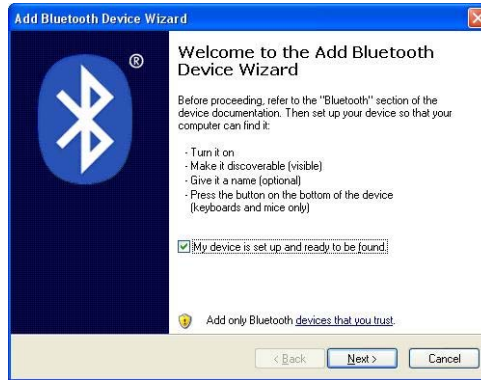 Add Bluetooth Device Wizard
®
Welcome to the Add Bluetooth
Device Wizard
Before proceeding, refer to the "Bluetooth" section of the
device documentation. Then set up your device so that your
computer can find it:
- Turn it on
- Make it discoverable (visible)
- Give it a name (optional)
- Press the button on the bottom of the device
(keyboards and mice only)
My device is set up and ready to be found.
Add only Bluetooth devices that you trust.
< Back Next > Cancel